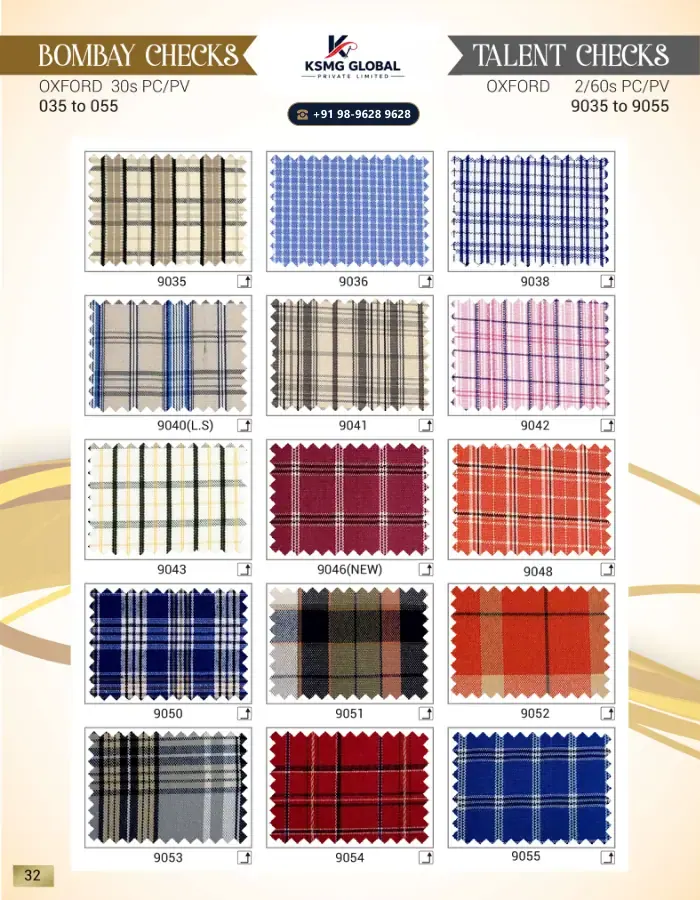 BOMBAY CHECKS
OXFORD 30s PC/PV
035 to 055
KSMG GLOBAL
PRIVATE LIMITED
+91 98-9628 9628
TALENT CHECKS
OXFORD 2/60s PC/PV
9035 to 9055
9035
9036
9038
9040(L.S)
9041
9042
9043
9046(NEW)
9048
9050
9051
9052
9053
9054
9055
32